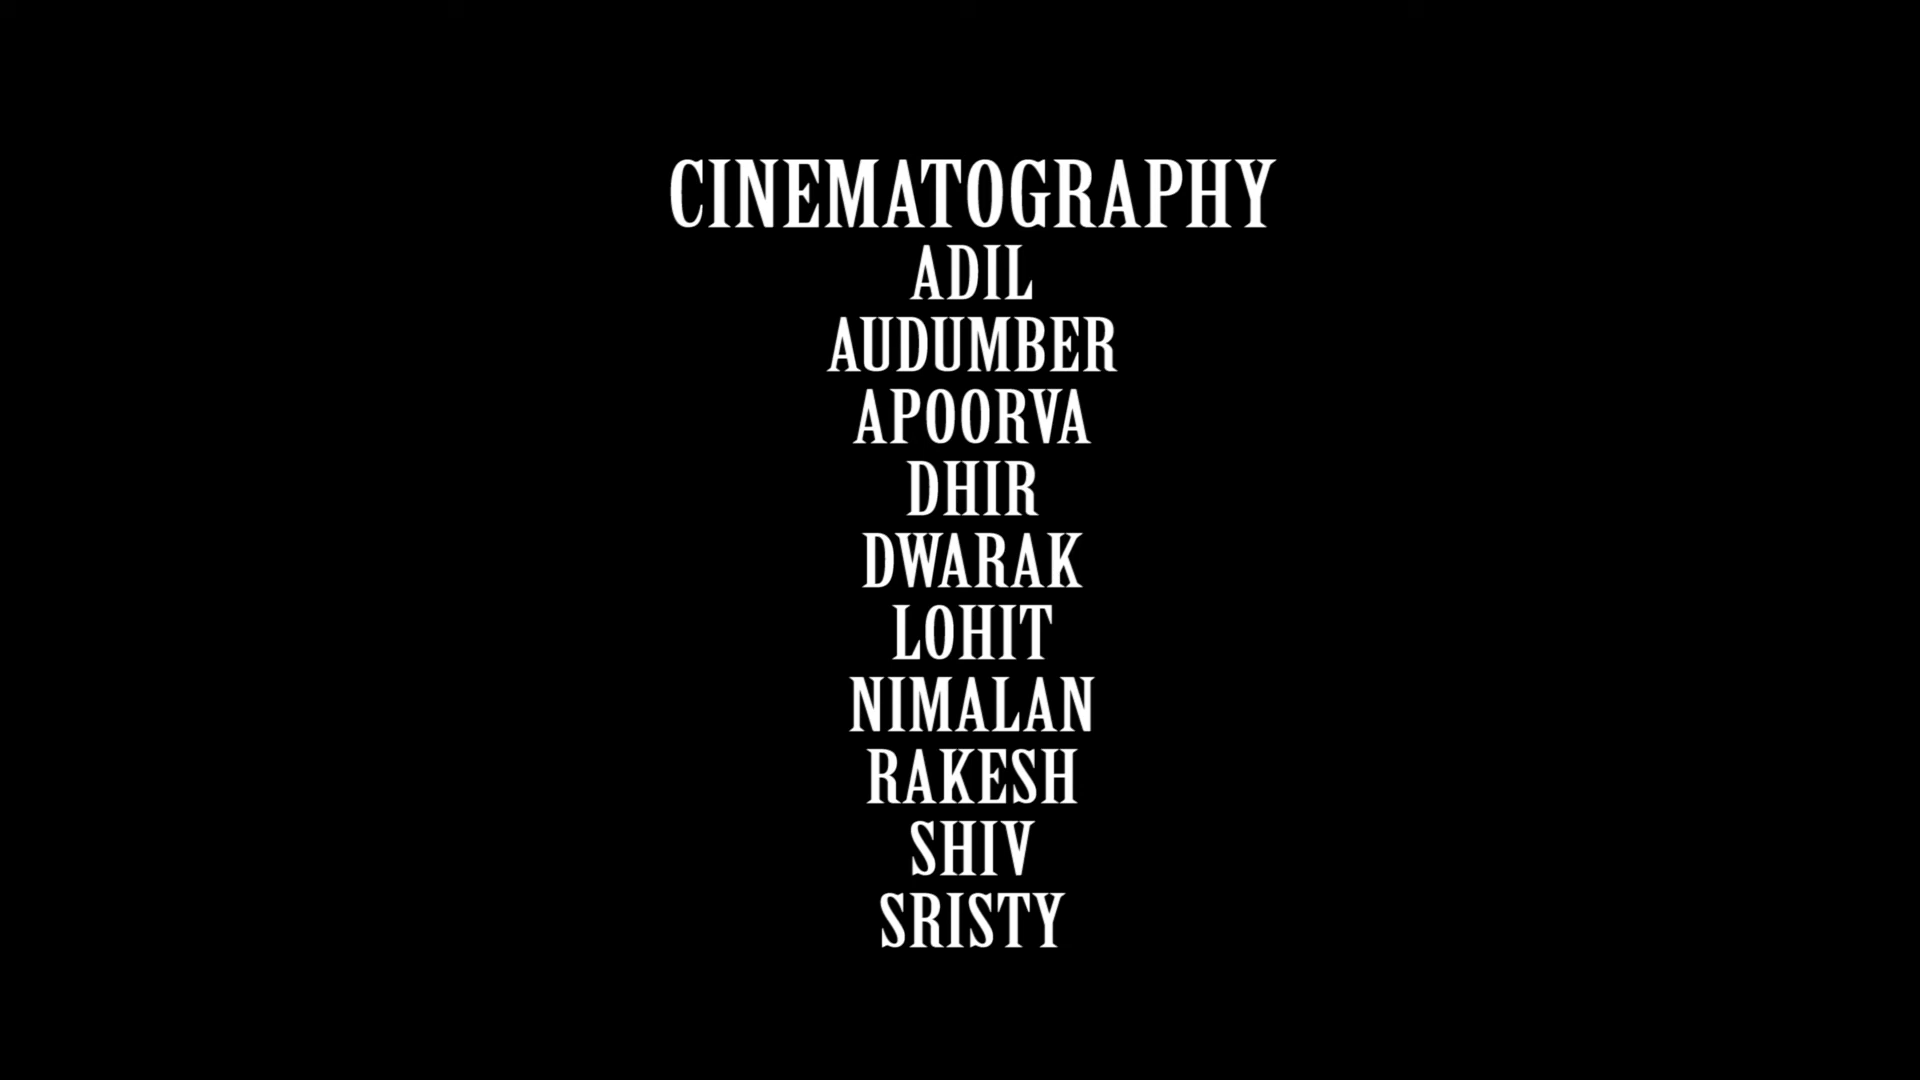 CINEMATOGRAPHY
ADIL
AUDUMBER
APOORVA
DHIR
DWARAK
LOHIT
NIMALAN
RAKESH
SHIV
SRISTY